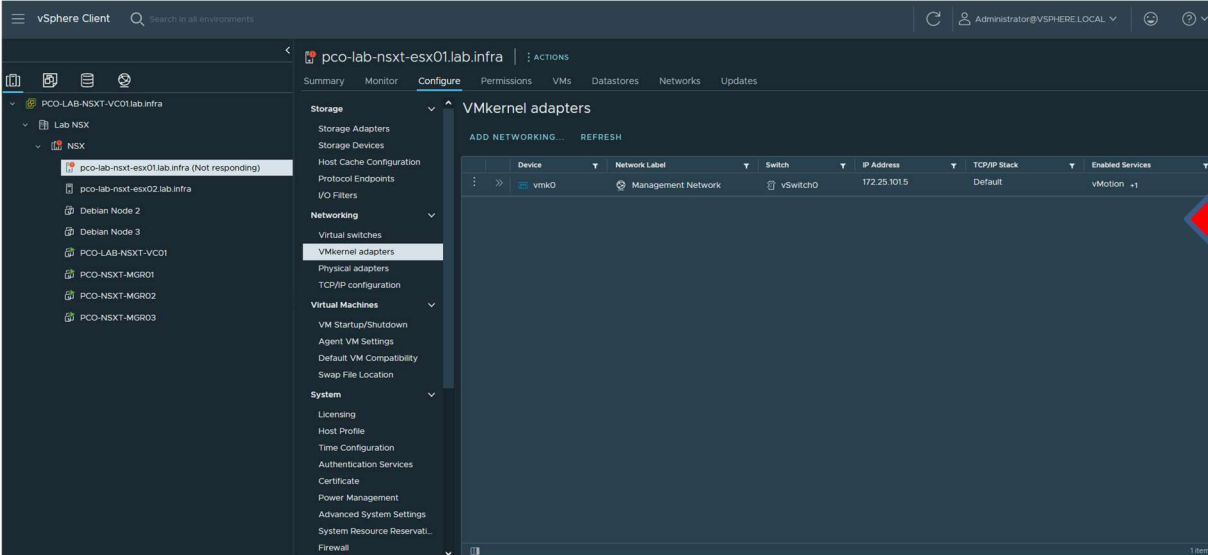 vSphere Client
Search in all environments
Administrator@VSPHERE.LOCAL
PCO-LAB-NSXT-VC01.lab.infra
Lab NSX
NSX
pco-lab-nsxt-esx01.lab.infra (Not responding)
pco-lab-nsxt-esx02.lab.infra
Debian Node 2
Debian Node 3
PCO-LAB-NSXT-VC01
PCO-NSXT-MGR01
PCO-NSXT-MGR02
PCO-NSXT-MGR03
pco-lab-nsxt-esx01.lab.infra
ACTIONS
Summary Monitor Configure Permissions VMs Datastores Networks Updates
Storage
Storage Adapters
Storage Devices
Host Cache Configuration
Protocol Endpoints
I/O Filters
Networking
Virtual switches
VMkernel adapters
Physical adapters
TCP/IP configuration
Virtual Machines
VM Startup/Shutdown
Agent VM Settings
Default VM Compatibility
Swap File Location
System
Licensing
Host Profile
Time Configuration
Authentication Services
Certificate
Power Management
Advanced System Settings
System Resource Reservati...
Firewall
VMkernel adapters
ADD NETWORKING... REFRESH
Device Network Label Switch IP Address TCP/IP Stack Enabled Services
vmk0 Management Network vSwitch0 172.25.101.5 Default vMotion +1
1 item